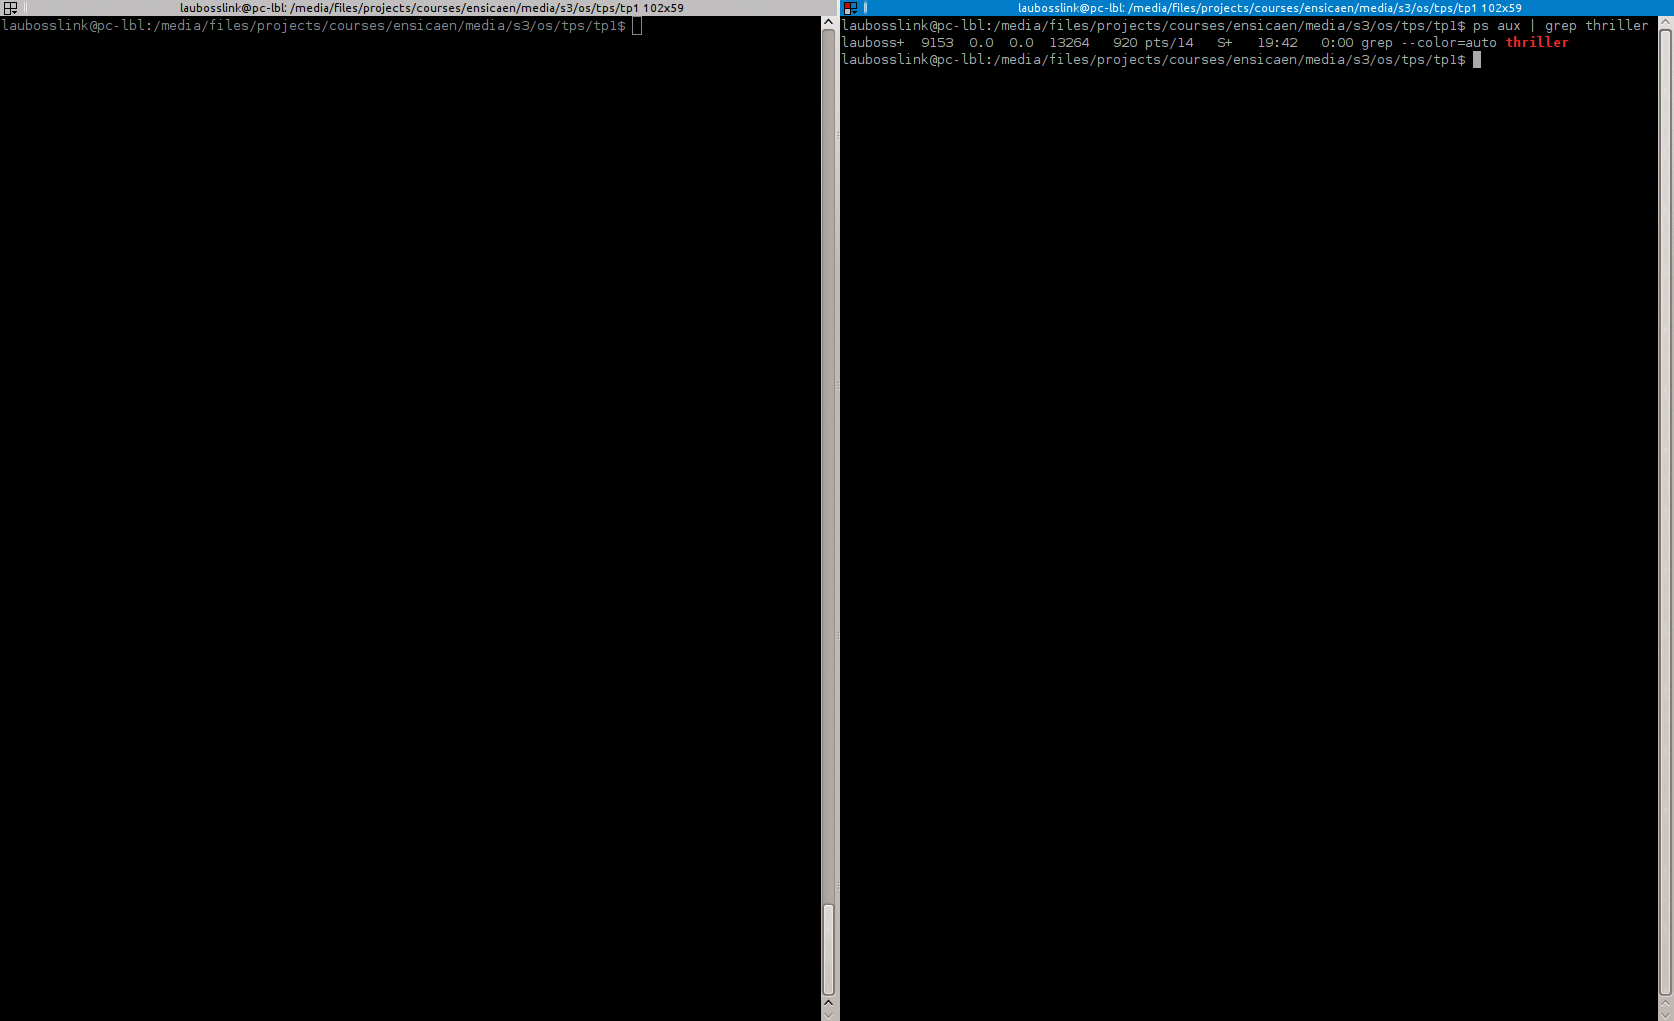 laubosslink@pc-lbl: /media/files/projects/courses/ensicaen/media/s3/os/tps/tp1 102x59
laubosslink@pc-lbl:/media/files/projects/courses/ensicaen/media/s3/os/tps/tp1$
laubosslink@pc-lbl: /media/files/projects/courses/ensicaen/media/s3/os/tps/tp1 102x59
laubosslink@pc-lbl:/media/files/projects/courses/ensicaen/media/s3/os/tps/tp1$ ps aux | grep thriller
lauboss+  9153  0.0  0.0  13264   920 pts/14   S+   19:42   0:00 grep --color=auto thriller
laubosslink@pc-lbl:/media/files/projects/courses/ensicaen/media/s3/os/tps/tp1$